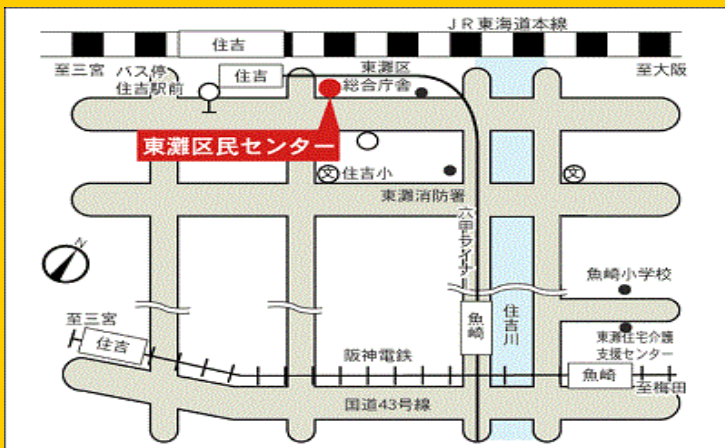 JR東海道本線
住吉
至三宮
バス停
住吉駅前
住吉
東灘区
総合庁舎
至大阪
東灘区民センター
文
住吉小
文
東灘消防署
六甲ライナー
N
魚崎小学校
至三宮
住吉
魚崎
住吉川
東灘住宅介護
支援センター
阪神電鉄
魚崎
至梅田
国道43号線